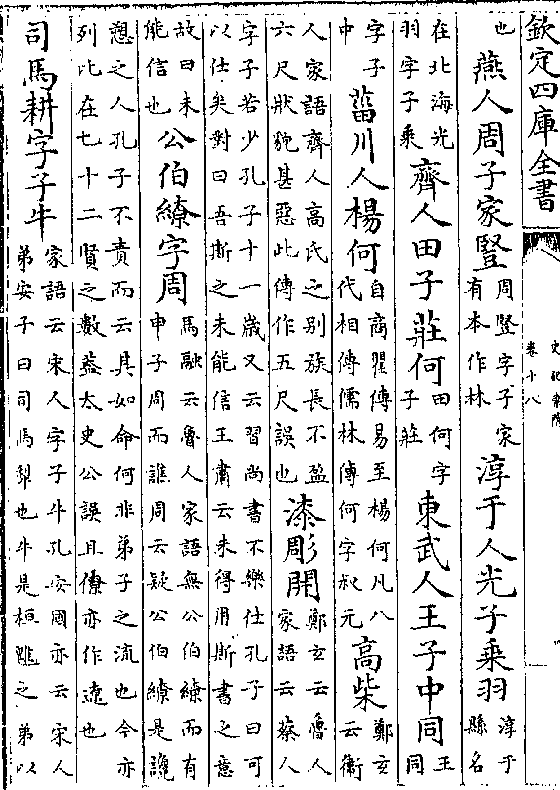 欽定四庫全書
史記索隱
卷十八
也
燕人周子家豎
周豎字子家
有本作林
淳于人光子乘羽
淳于
縣名
在北海光
羽字子乘
齊人田子莊何
田何字
子莊
東武人王子中同
王
同
字子
中
菑川人楊何
自商瞿傳易至楊何凡八
代相傳儒林傳何字叔元
高柴
鄭玄
云衛
人家語齊人高氏之别族長不盈
六尺狀貌甚惡此傳作五尺誤也
漆彫開
鄭玄云魯人
家語云蔡人
字子若少孔子十一歲又云習尚書不樂仕孔子曰可
以仕矣對曰吾斯之未能信王肅云未得用斯書之意
故曰未
能信也
公伯繚字周
馬融云魯人家語無公伯繚而有
申子周而譙周云疑公伯繚是讒
愬之人孔子不責而云其如命何非弟子之流也今亦
列比在七十二賢之數蓋太史公誤且僚亦作遼也
司馬耕字子牛
家語云宋人字子牛孔安國亦云宋人
弟安子曰司馬犂也牛是桓魋之弟以